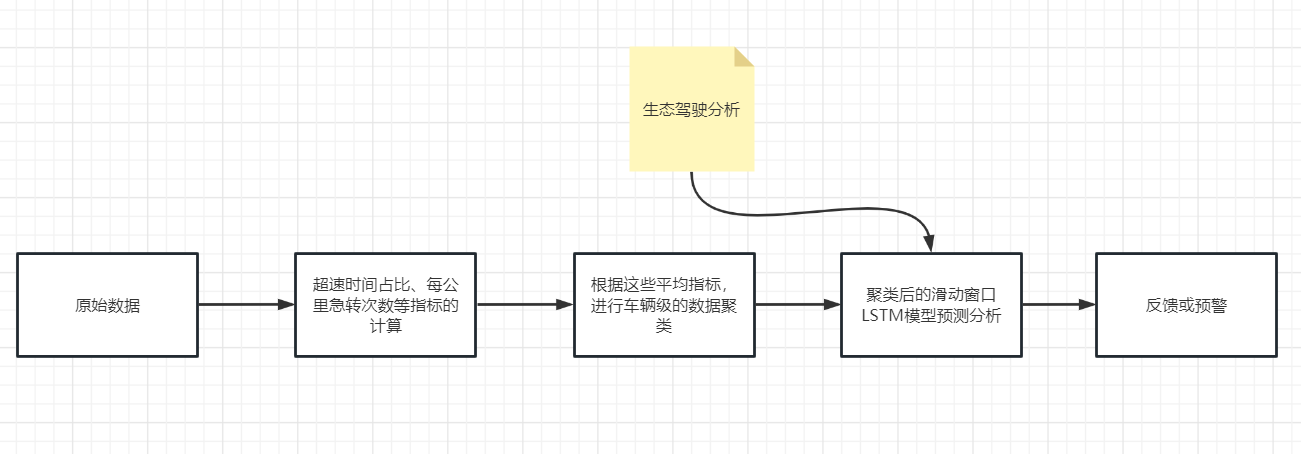 生态驾驶分析
原始数据
超速时间占比、每公
里急转次数等指标的
计算
根据这些平均指标，
进行车辆级的数据聚
类
聚类后的滑动窗口
LSTM模型预测分析
反馈或预警